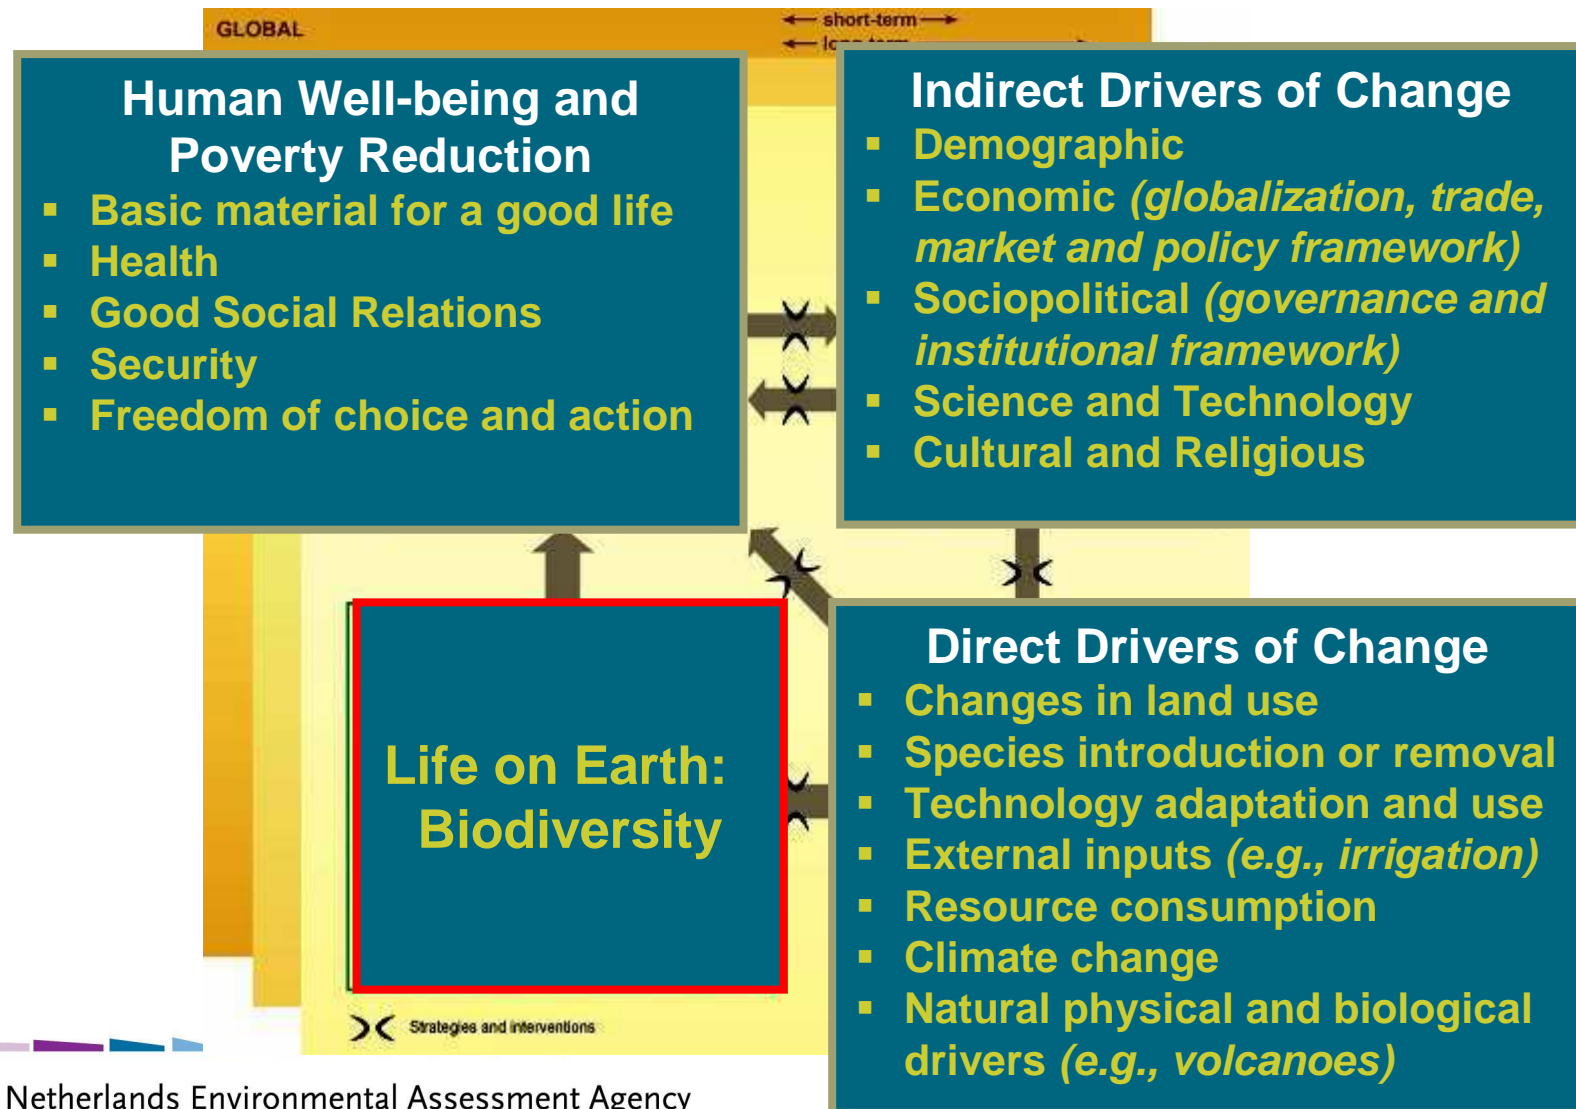 GLOBAL
short-term
Human Well-being and
Poverty Reduction
▪ Basic material for a good life
▪ Health
▪ Good Social Relations
▪ Security
▪ Freedom of choice and action
Indirect Drivers of Change
▪ Demographic
▪ Economic (globalization, trade,
market and policy framework)
▪ Sociopolitical (governance and
institutional framework)
▪ Science and Technology
▪ Cultural and Religious
Life on Earth:
Biodiversity
Direct Drivers of Change
▪ Changes in land use
▪ Species introduction or removal
▪ Technology adaptation and use
▪ External inputs (e.g., irrigation)
▪ Resource consumption
▪ Climate change
▪ Natural physical and biological
drivers (e.g., volcanoes)
Strategies and interventions
Netherlands Environmental Assessment Agency